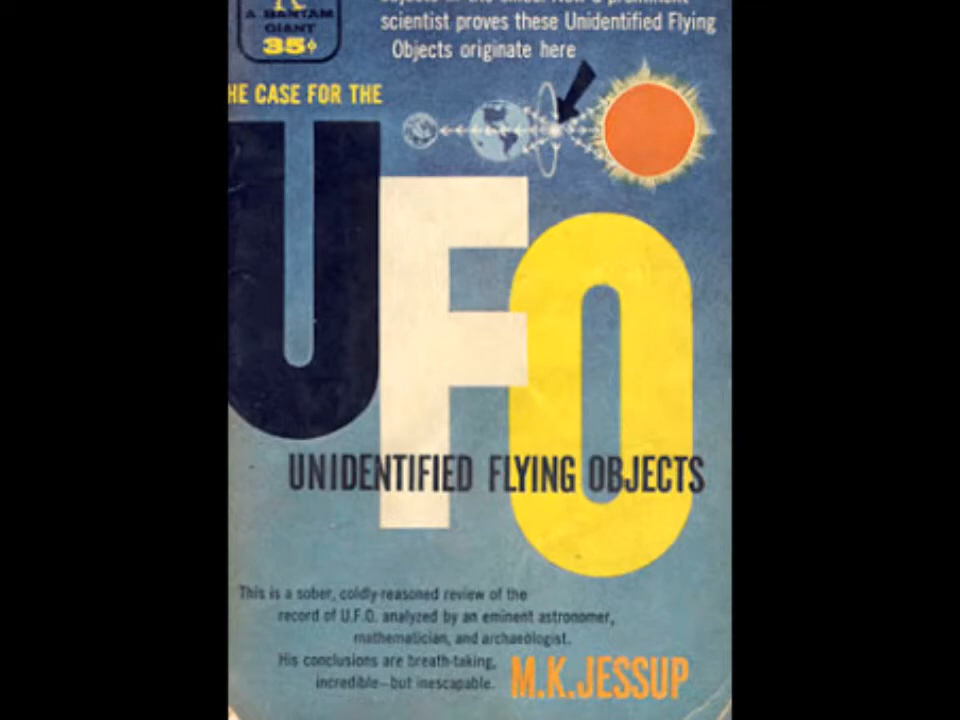 A BANTAM
GIANT
35¢
scientist proves these Unidentified Flying
Objects originate here
HE CASE FOR THE
UFO
UNIDENTIFIED FLYING OBJECTS
This is a sober, coldly-reasoned review of the
record of U.F.O. analyzed by an eminent astronomer,
mathematician, and archaeologist.
His conclusions are breath-taking,
incredible—but inescapable.
M.K.JESSUP